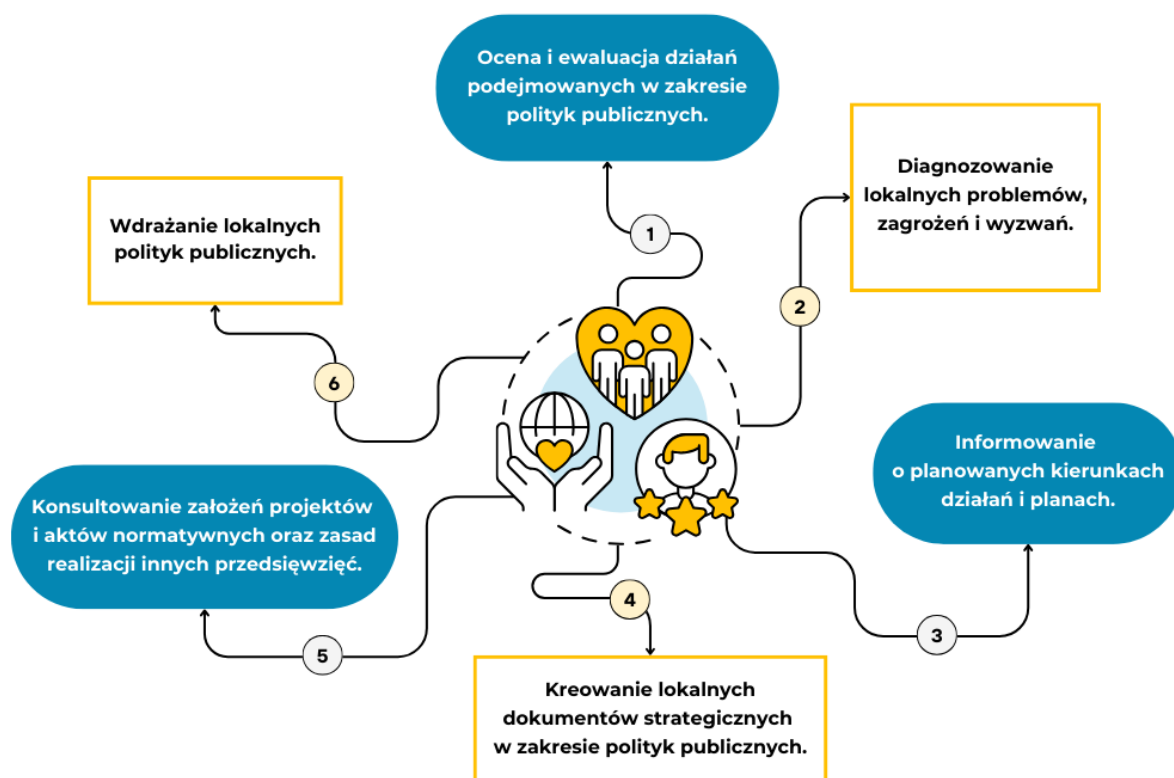 Ocena i ewaluacja działań
podejmowanych w zakresie
polityk publicznych.
1
Diagnozowanie
lokalnych problemów,
zagrożeń i wyzwań.
2
Informowanie
o planowanych kierunkach
działań i planach.
3
Kreowanie lokalnych
dokumentów strategicznych
w zakresie polityk publicznych.
4
Konsultowanie założeń projektów
i aktów normatywnych oraz zasad
realizacji innych przedsięwzięć.
5
Wdrażanie lokalnych
polityk publicznych.
6